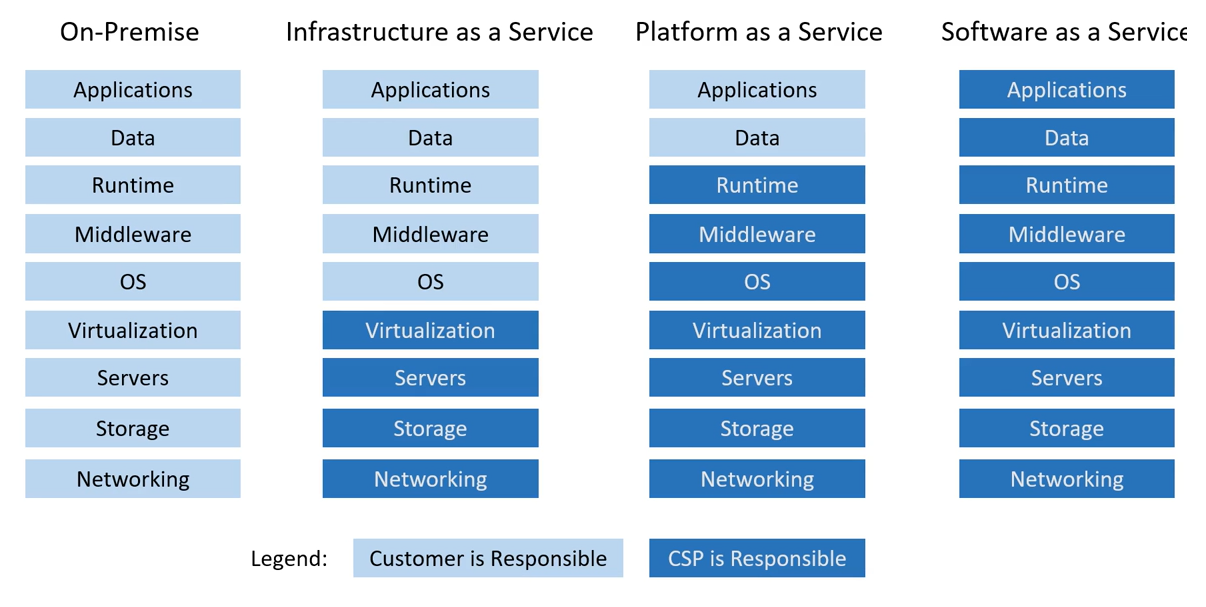 On-Premise
Infrastructure as a Service
Platform as a Service
Software as a Service
Applications
Applications
Applications
Applications
Data
Data
Data
Data
Runtime
Runtime
Runtime
Runtime
Middleware
Middleware
Middleware
Middleware
OS
OS
OS
OS
Virtualization
Virtualization
Virtualization
Virtualization
Servers
Servers
Servers
Servers
Storage
Storage
Storage
Storage
Networking
Networking
Networking
Networking
Legend:
Customer is Responsible
CSP is Responsible